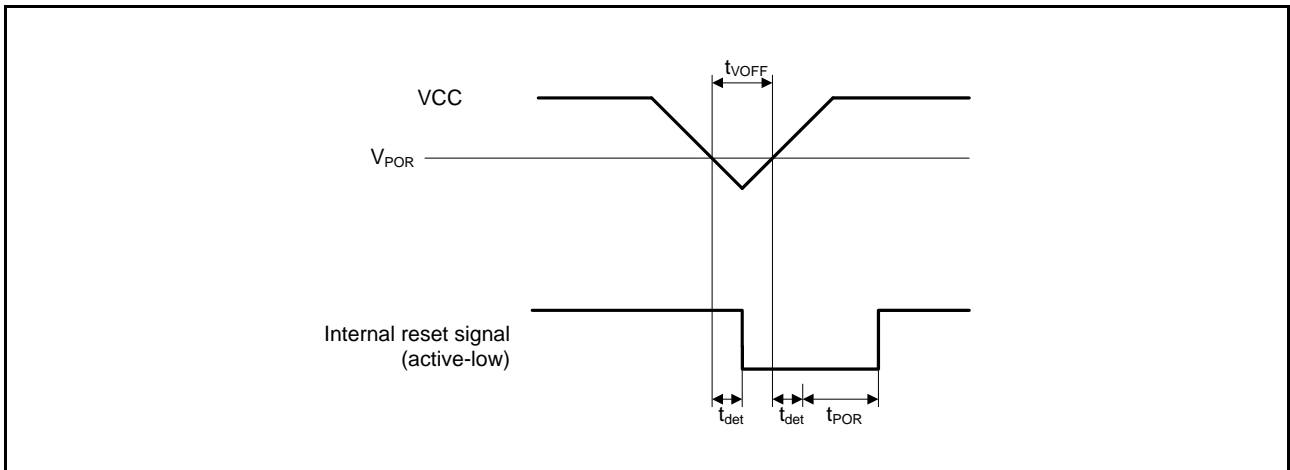 tVOFF
VCC
VPOR
Internal reset signal
(active-low)
tdet
tdet
tPOR